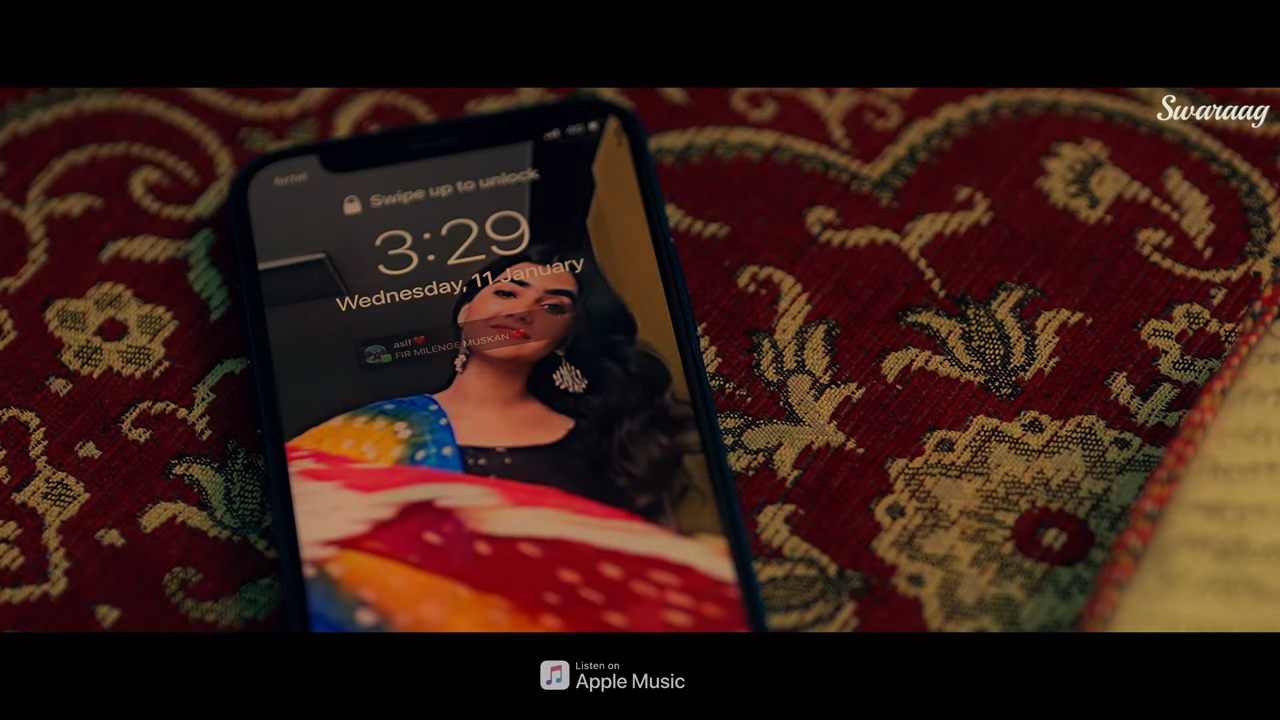 Swaraag
Airtel
4G
Swipe up to unlock
3:29
Wednesday, 11 January
asif❤️
FIR MILENGE MUSKAN
Listen on
Apple Music